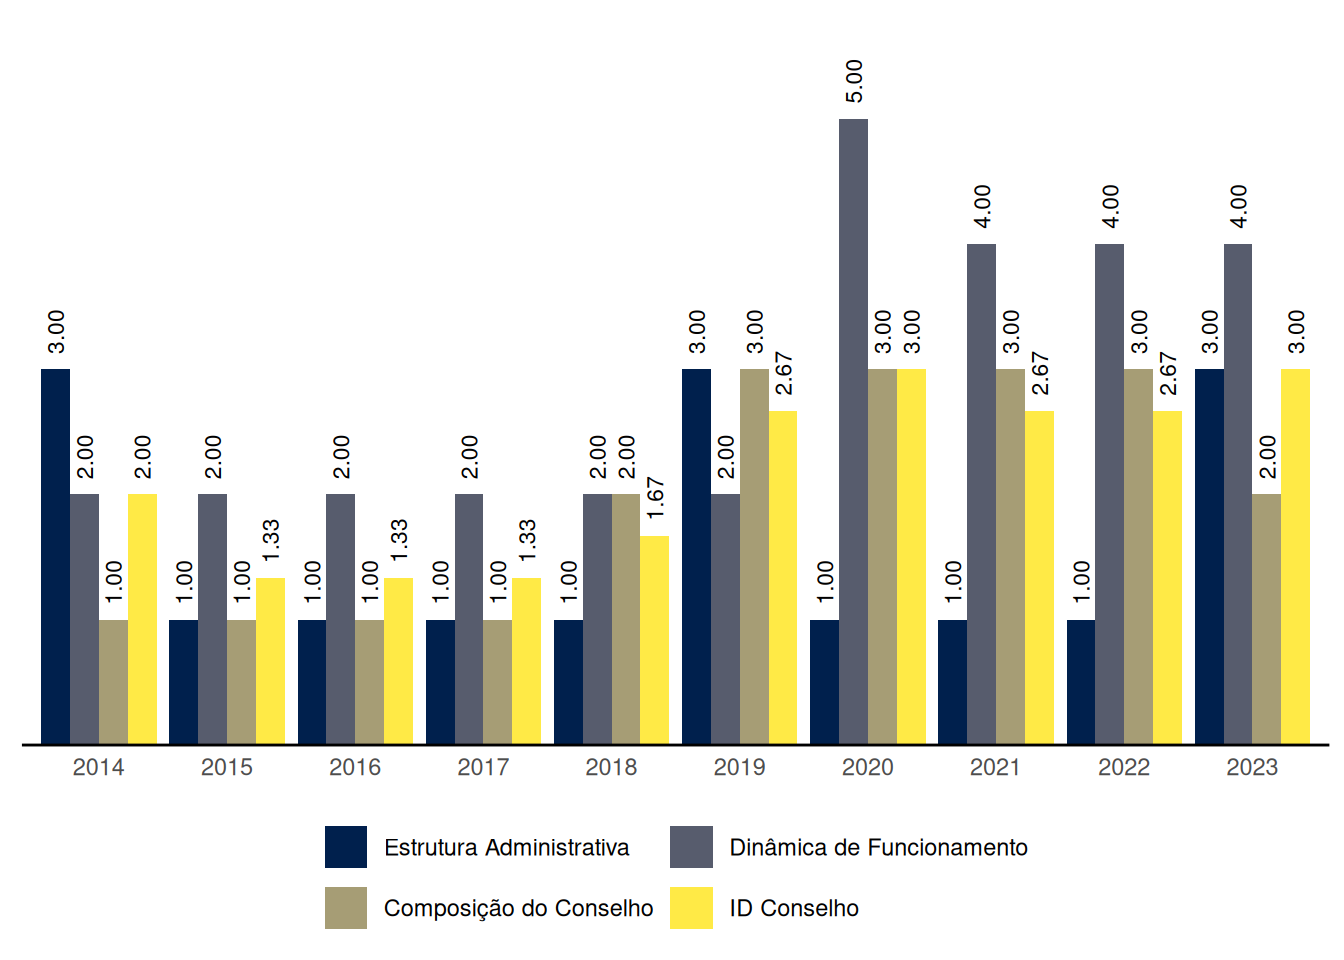 3.00 2.00 1.00 2.00
1.00 2.00 1.00 1.33
1.00 2.00 1.00 1.33
1.00 2.00 1.00 1.33
1.00 2.00 2.00 1.67
3.00 2.00 3.00 2.67
1.00 5.00 3.00 3.00
1.00 4.00 3.00 2.67
1.00 4.00 3.00 2.67
3.00 4.00 2.00 3.00
2014 2015 2016 2017 2018 2019 2020 2021 2022 2023
Estrutura Administrativa Dinâmica de Funcionamento
Composição do Conselho ID Conselho